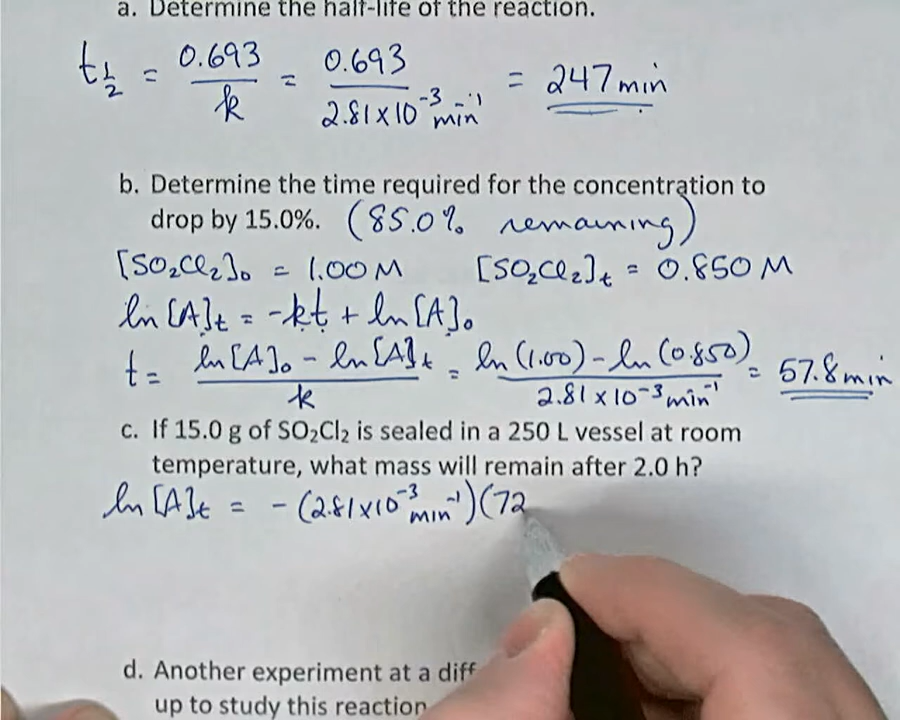 a. Determine the half-life of the reaction.
t½ = 0.693 / k = 0.693 / 2.81×10⁻³ min⁻¹ = 247 min
b. Determine the time required for the concentration to
drop by 15.0%. (85.0% remaining)
[SO₂Cl₂]₀ = 1.00 M [SO₂Cl₂]t = 0.850 M
ln [A]t = -kt + ln [A]₀
t = ln [A]₀ - ln [A]t / k = ln (1.00) - ln (0.850) / 2.81×10⁻³ min⁻¹ = 57.8 min
c. If 15.0 g of SO₂Cl₂ is sealed in a 250 L vessel at room
temperature, what mass will remain after 2.0 h?
ln [A]t = - (2.81×10⁻³ min⁻¹)(72
d. Another experiment at a diff
up to study this reaction